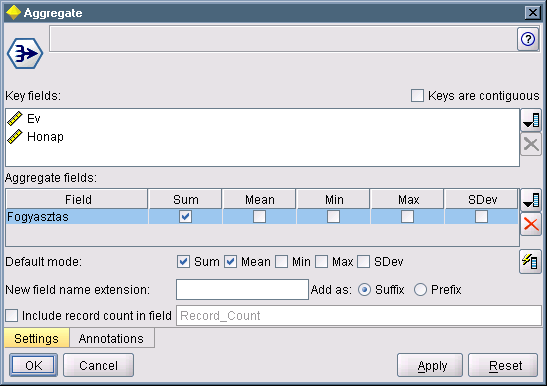 Aggregate
Key fields:
Keys are contiguous
Ev
Honap
Aggregate fields:
Field Sum Mean Min Max SDev
Fogyasztas
Default mode: Sum Mean Min Max SDev
New field name extension: Add as: Suffix Prefix
Include record count in field Record_Count
Settings Annotations
OK Cancel Apply Reset